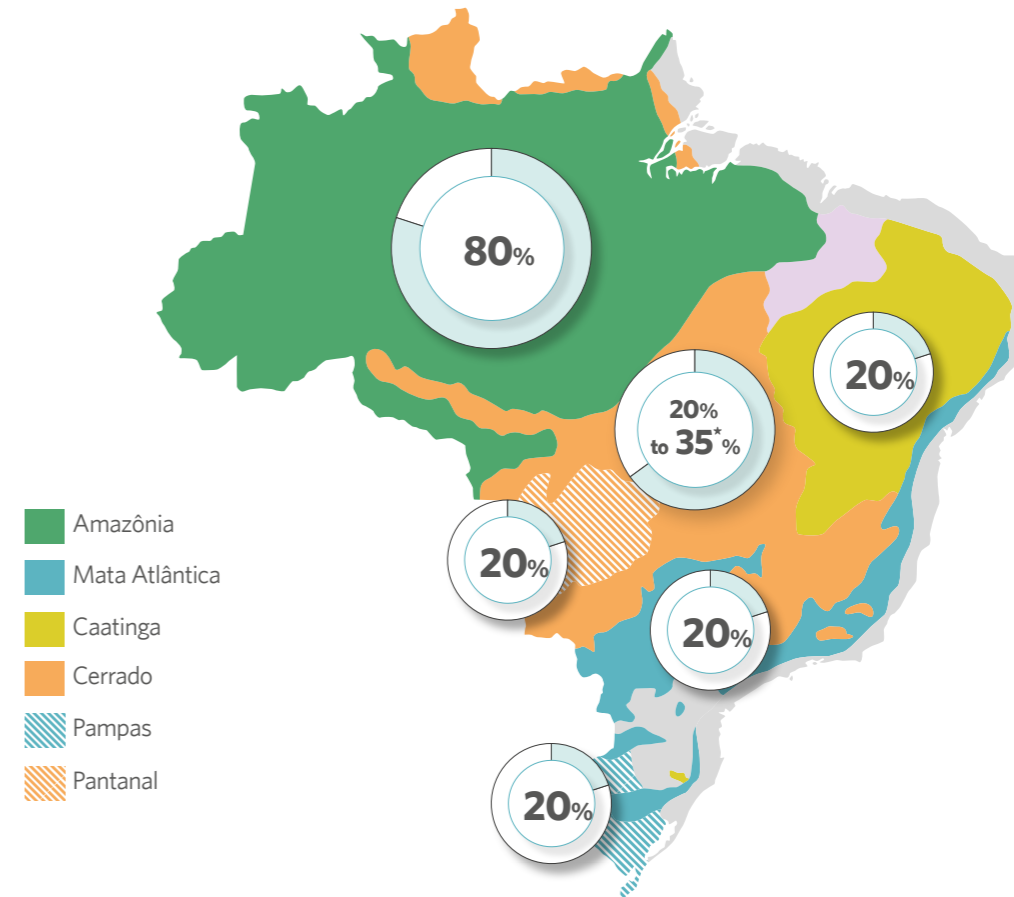 80%
20%
20%
to 35*%
20%
20%
20%
Amazônia
Mata Atlântica
Caatinga
Cerrado
Pampas
Pantanal